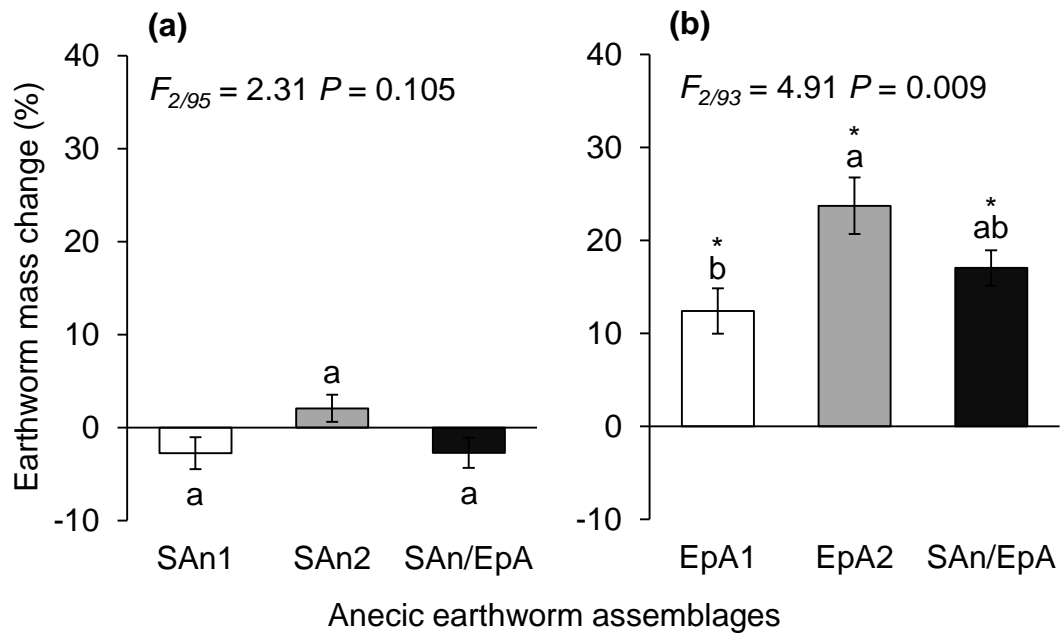 (a)
F2/95 = 2.31 P = 0.105
Earthworm mass change (%)
40
30
20
10
0
-10
a
a
a
SAn1 SAn2 SAn/EpA
(b)
F2/93 = 4.91 P = 0.009
40
30
20
10
0
-10
*
b
*
a
*
ab
EpA1 EpA2 SAn/EpA
Anecic earthworm assemblages